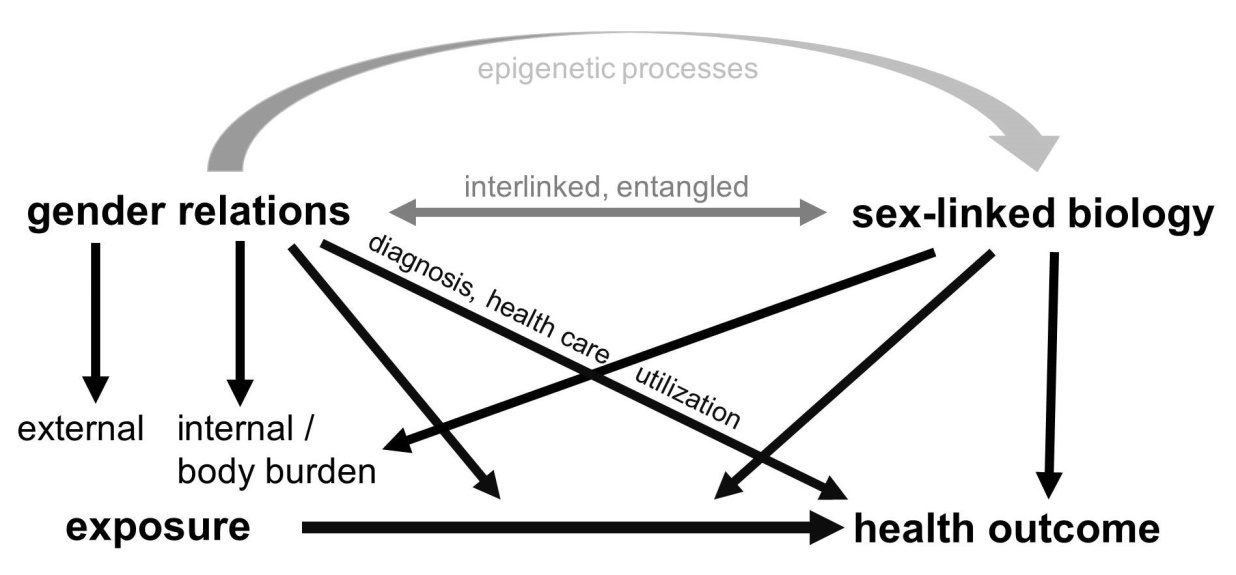 epigenetic processes
interlinked, entangled
gender relations
sex-linked biology
diagnosis, health care utilization
external
internal /
body burden
exposure
health outcome